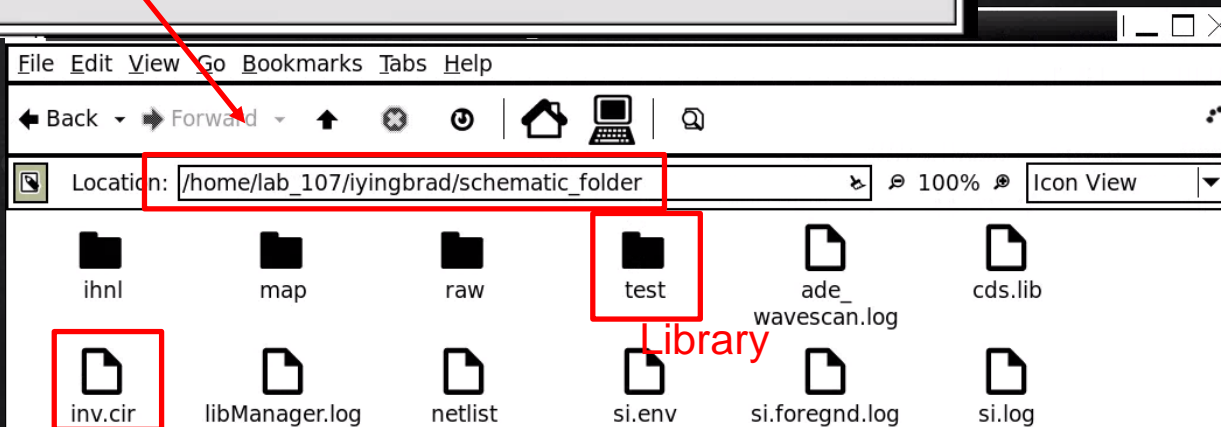 File Edit View Go Bookmarks Tabs Help
Back Forward
Location: /home/lab_107/iyingbrad/schematic_folder 100% Icon View
ihnl map raw test ade_ cds.lib
wavescan.log
Library
inv.cir libManager.log netlist si.env si.foregnd.log si.log